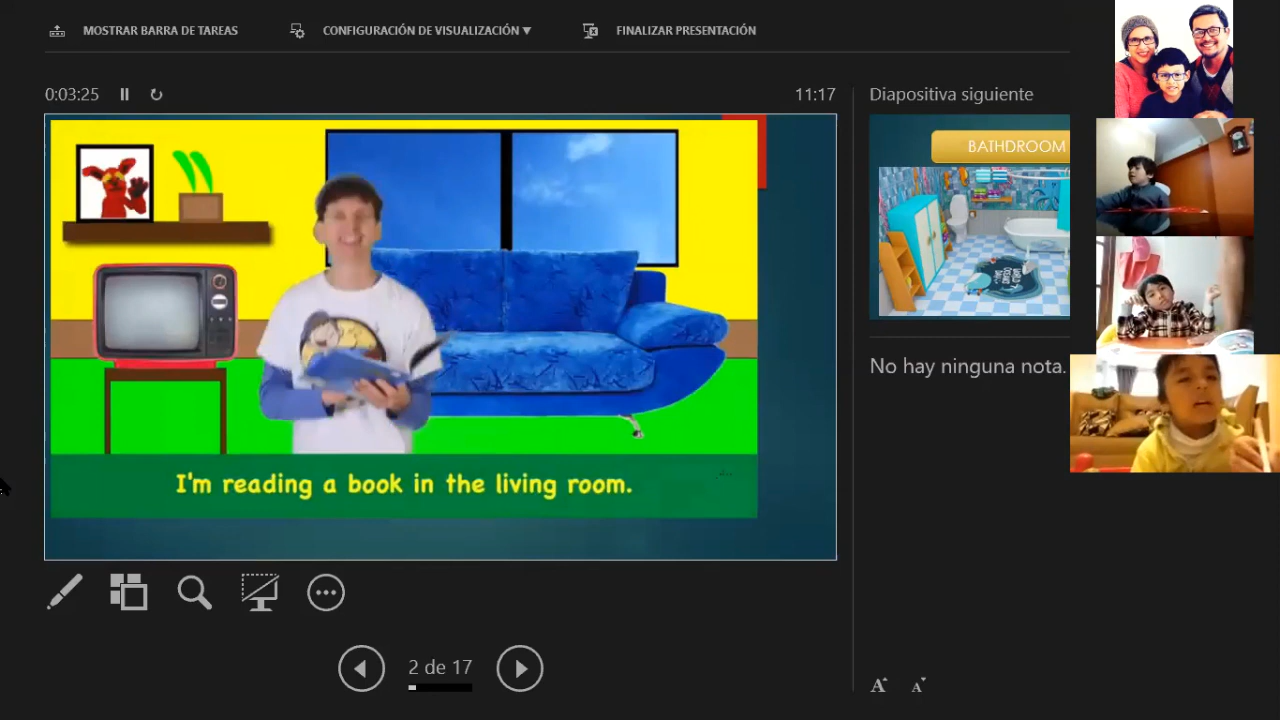 MOSTRAR BARRA DE TAREAS
CONFIGURACIÓN DE VISUALIZACIÓN ▼
FINALIZAR PRESENTACIÓN
0:03:25
11:17
I'm reading a book in the living room.
2 de 17
Diapositiva siguiente
BATHDROOM
No hay ninguna nota.
A A